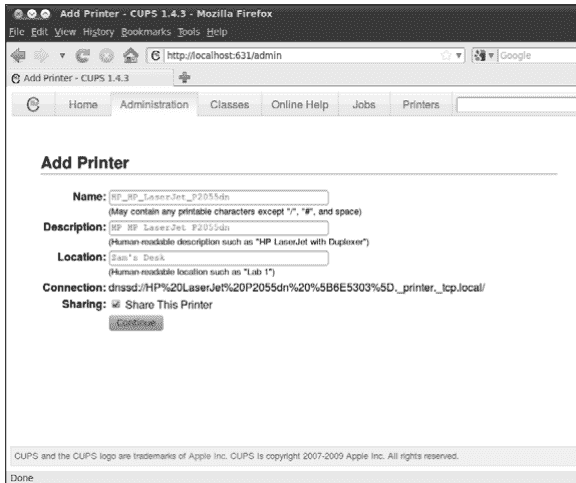 Add Printer - CUPS 1.4.3 - Mozilla Firefox
File Edit View History Bookmarks Tools Help
http://localhost:631/admin
Google
Add Printer - CUPS 1.4.3
Home Administration Classes Online Help Jobs Printers
Add Printer
Name: HP_HP_LaserJet_P2055dn
(May contain any printable characters except "/", "#", and space)
Description: HP HP LaserJet P2055dn
(Human-readable description such as "HP LaserJet with Duplexer")
Location: Sam's Desk
(Human-readable location such as "Lab 1")
Connection: dnssd://HP%20LaserJet%20P2055dn%20%5B6E5303%5D._printer._tcp.local/
Sharing: Share This Printer
Continue
CUPS and the CUPS logo are trademarks of Apple Inc. CUPS is copyright 2007-2009 Apple Inc. All rights reserved.
Done